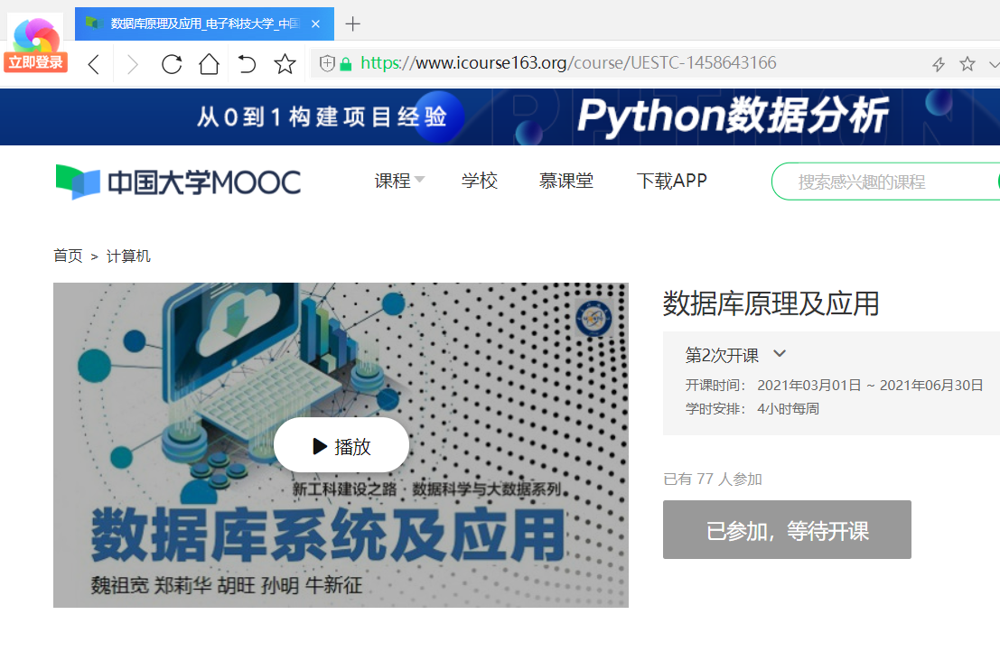 数据库原理及应用_电子科技大学_中国
立即登录
https://www.icourse163.org/course/UESTC-1458643166
从0到1构建项目经验
Python数据分析
中国大学MOOC
课程
学校
慕课堂
下载APP
搜索感兴趣的课程
首页 > 计算机
数据库原理及应用
第2次开课
开课时间： 2021年03月01日 ~ 2021年06月30日
学时安排： 4小时每周
播放
已有 77 人参加
新工科建设之路·数据科学与大数据系列
已参加，等待开课
数据库系统及应用
魏祖宽 郑莉华 胡旺 孙明 牛新征